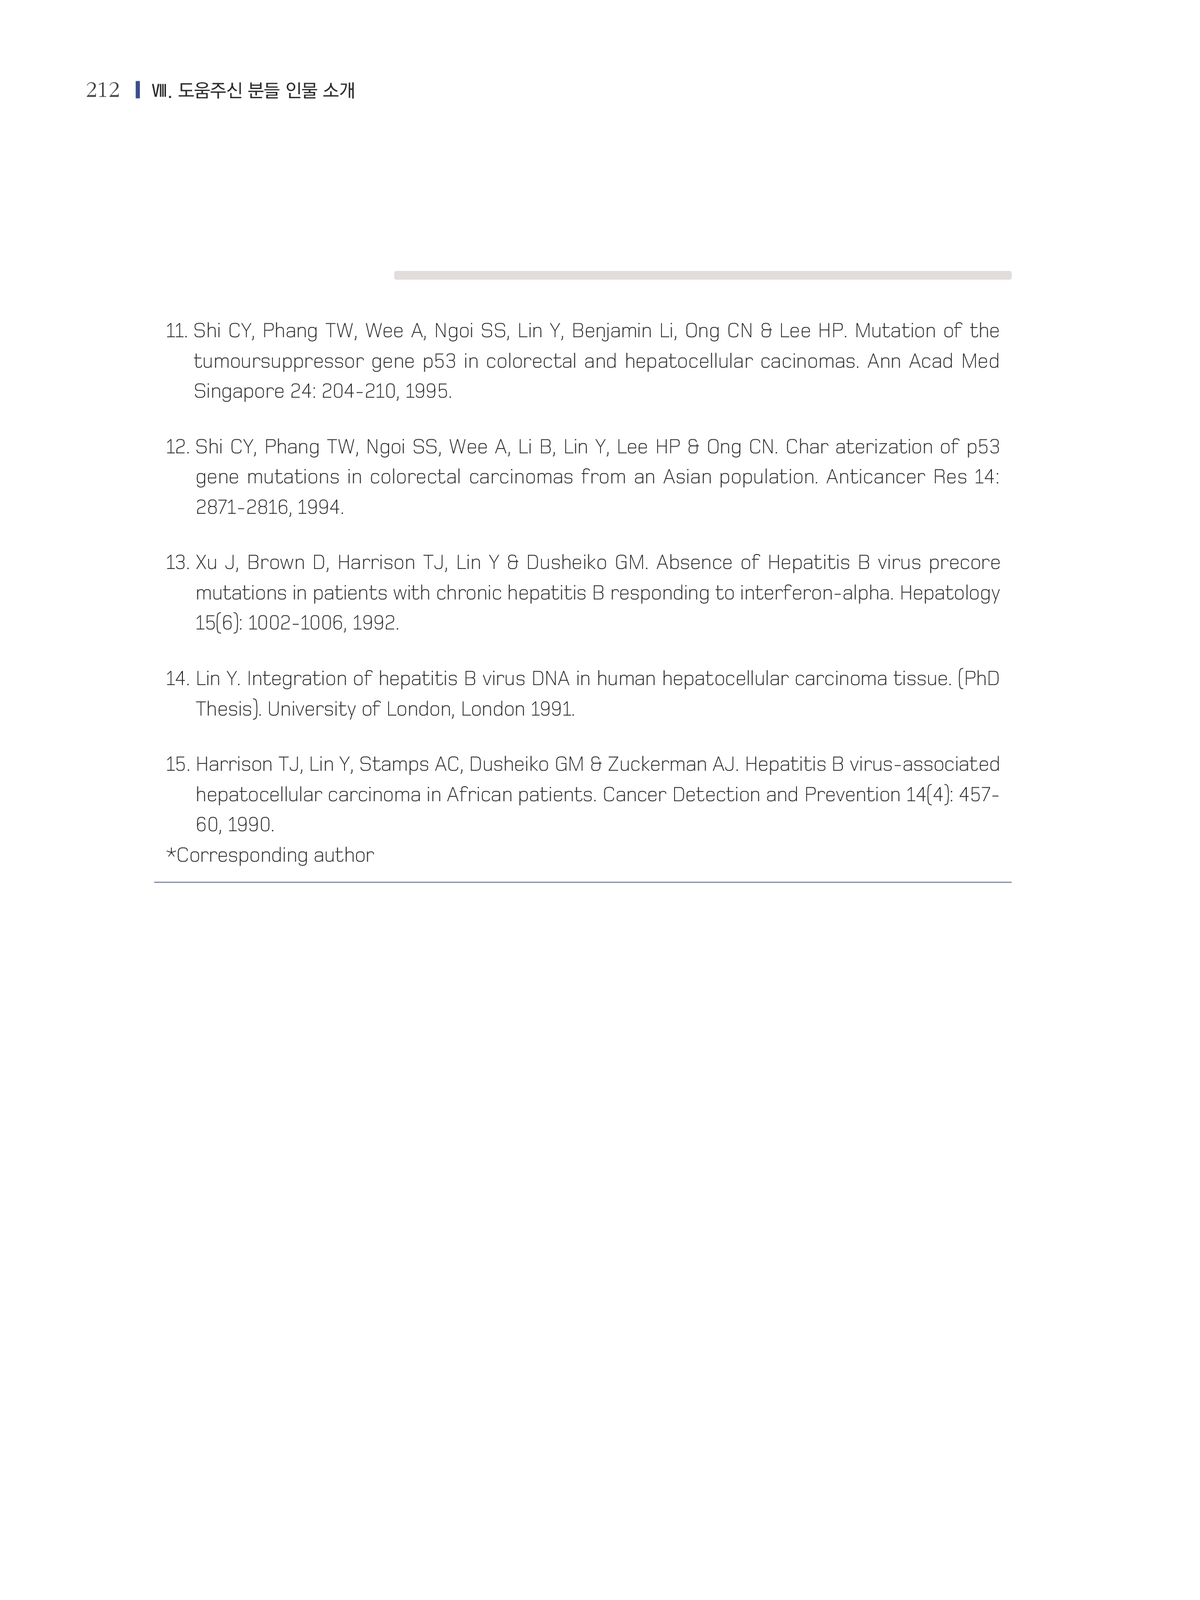 212 Ⅷ. 도움주신 분들 인물 소개
11. Shi CY, Phang TW, Wee A, Ngoi SS, Lin Y, Benjamin Li, Ong CN & Lee HP. Mutation of the
tumoursuppressor gene p53 in colorectal and hepatocellular cacinomas. Ann Acad Med
Singapore 24: 204-210, 1995.
12. Shi CY, Phang TW, Ngoi SS, Wee A, Li B, Lin Y, Lee HP & Ong CN. Char aterization of p53
gene mutations in colorectal carcinomas from an Asian population. Anticancer Res 14:
2871-2816, 1994.
13. Xu J, Brown D, Harrison TJ, Lin Y & Dusheiko GM. Absence of Hepatitis B virus precore
mutations in patients with chronic hepatitis B responding to interferon-alpha. Hepatology
15(6): 1002-1006, 1992.
14. Lin Y. Integration of hepatitis B virus DNA in human hepatocellular carcinoma tissue. (PhD
Thesis). University of London, London 1991.
15. Harrison TJ, Lin Y, Stamps AC, Dusheiko GM & Zuckerman AJ. Hepatitis B virus-associated
hepatocellular carcinoma in African patients. Cancer Detection and Prevention 14(4): 457-
60, 1990.
*Corresponding author